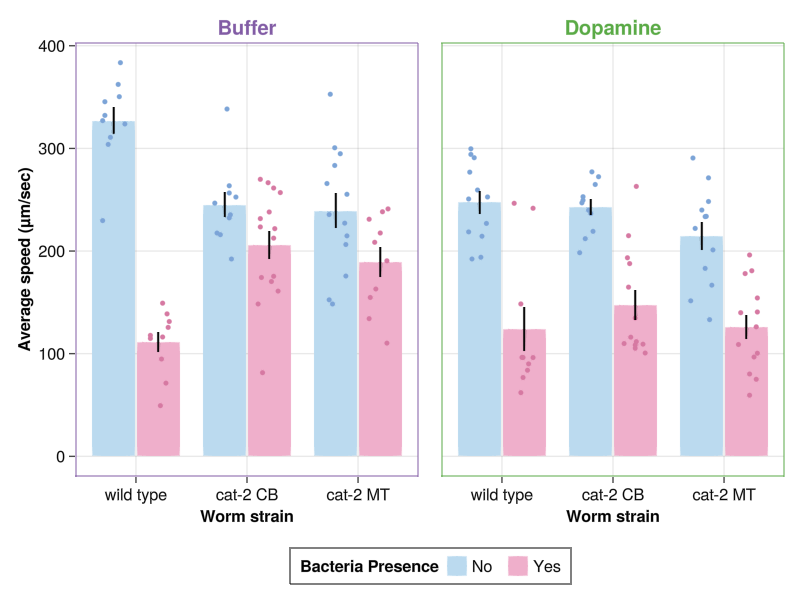 Buffer
Dopamine
Average speed (µm/sec)
400
300
200
100
0
wild type
cat-2 CB
cat-2 MT
wild type
cat-2 CB
cat-2 MT
Worm strain
Worm strain
Bacteria Presence No Yes